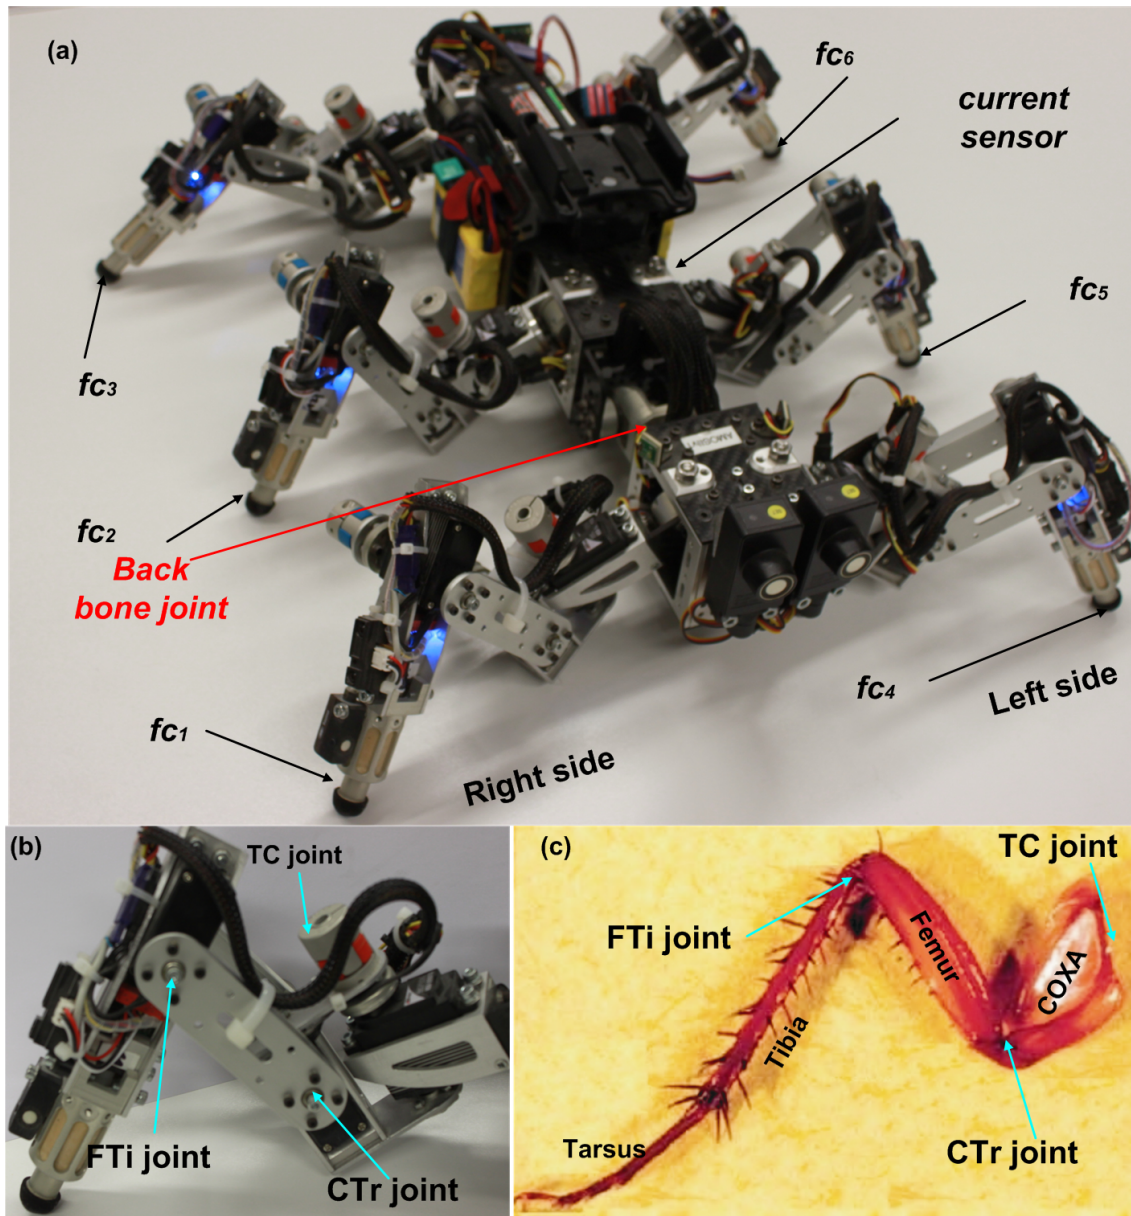 (a)
fc6
current
sensor
fc5
fc3
fc2
Back
bone joint
AMOSIIV1
fc4
Left side
fc1
Right side
(b)
TC joint
FTi joint
CTr joint
(c)
TC joint
FTi joint
Femur
COXA
Tibia
Tarsus
CTr joint